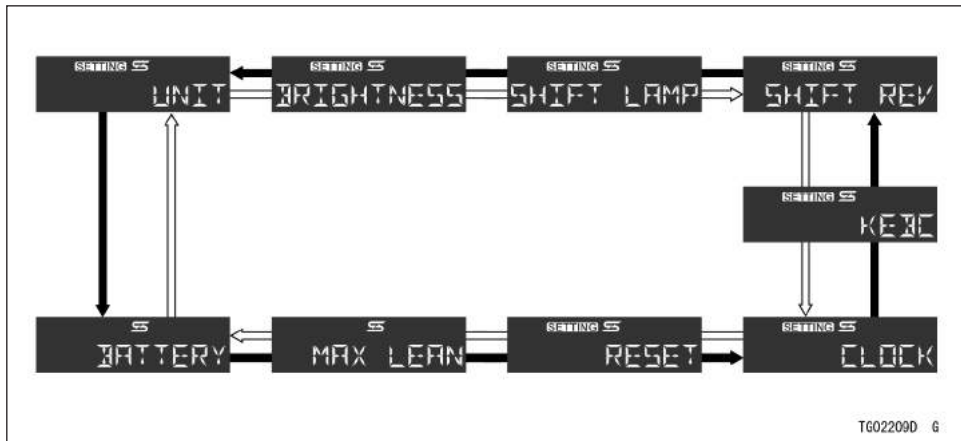 SETTING
UNIT
SETTING
BRIGHTNESS
SETTING
SHIFT LAMP
SETTING
SHIFT REV
SETTING
KEBC
BATTERY
MAX LEAN
SETTING
RESET
SETTING
CLOCK
TG02209D G